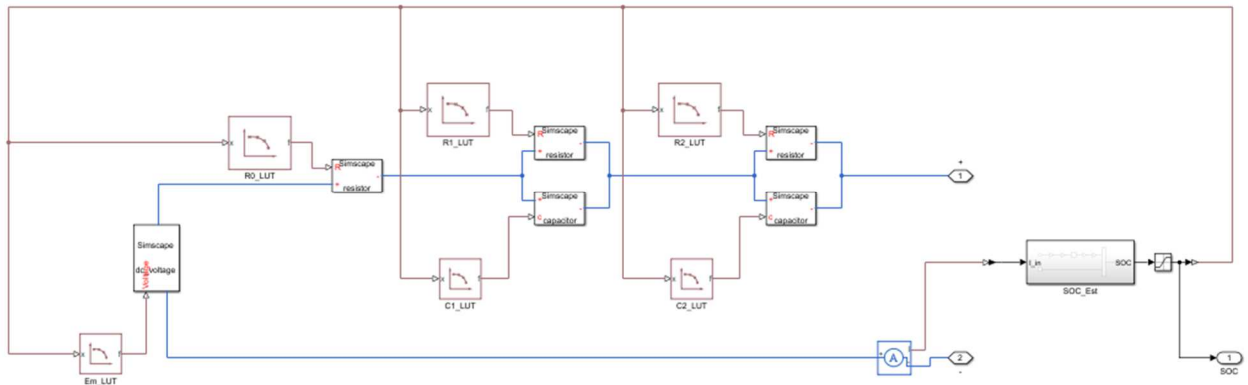 x
f
R0_LUT
Simscape
R
+
-
resistor
x
f
R1_LUT
Simscape
R
+
-
resistor
Simscape
+
-
c
capacitor
x
f
C1_LUT
x
f
R2_LUT
Simscape
R
+
-
resistor
Simscape
+
-
c
capacitor
x
f
C2_LUT
+
1
Simscape
dc_Voltage
Voltage
x
f
Em_LUT
+
A
I
2
-
I_in
SOC
SOC_Est
1
SOC